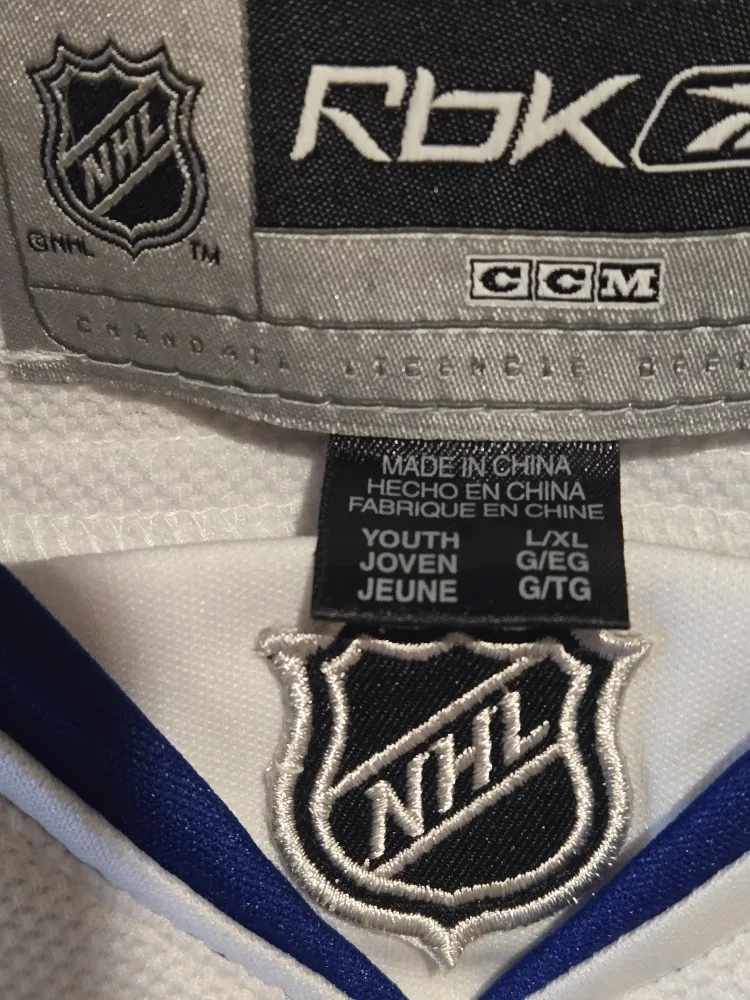 NHL
©NHL ™
Rbk
CCM
LICENCIÉ
MADE IN CHINA
HECHO EN CHINA
FABRIQUE EN CHINE
YOUTH L/XL
JOVEN G/EG
JEUNE G/TG
NHL